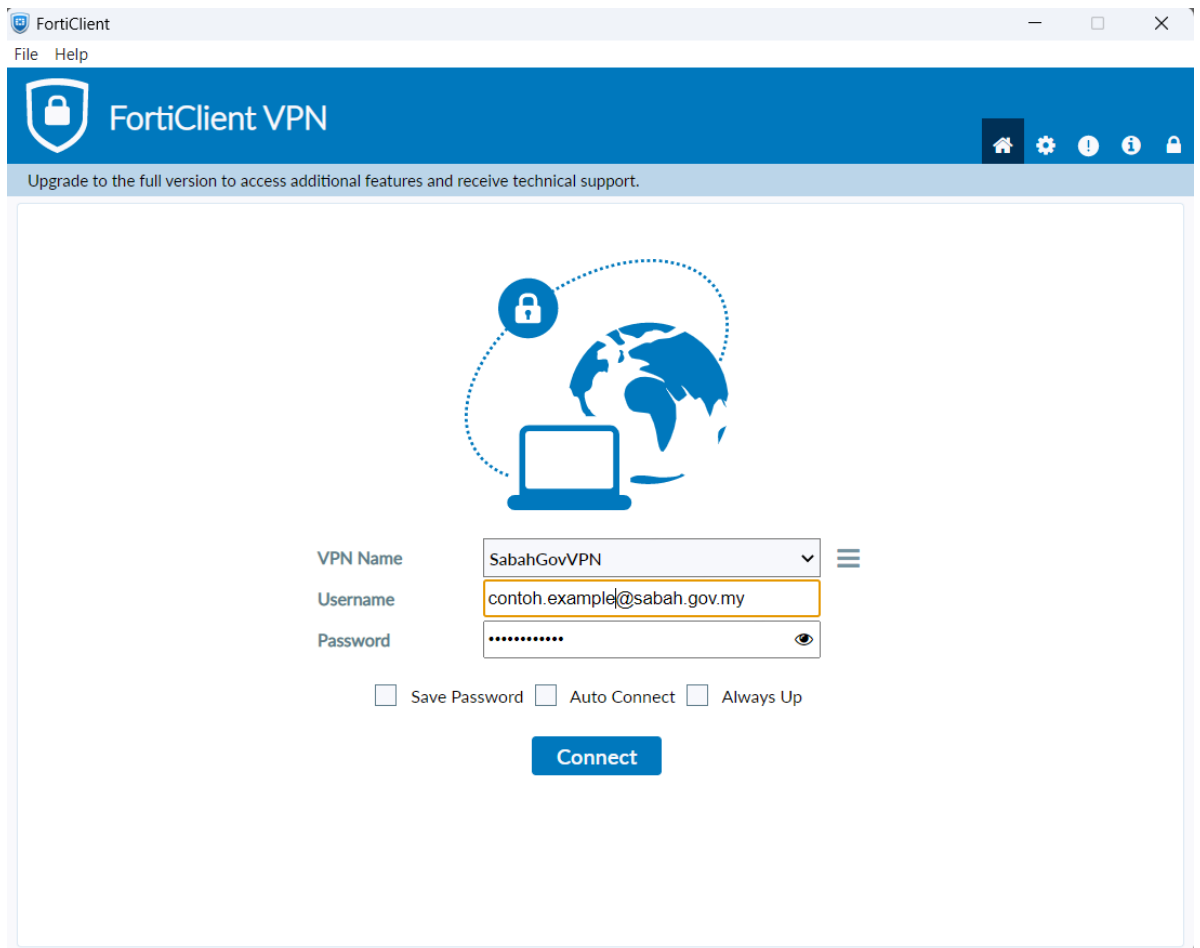 FortiClient
File Help
FortiClient VPN
Upgrade to the full version to access additional features and receive technical support.
VPN Name SabahGovVPN
Username contoh.example@sabah.gov.my
Password ••••••••••••
Save Password Auto Connect Always Up
Connect